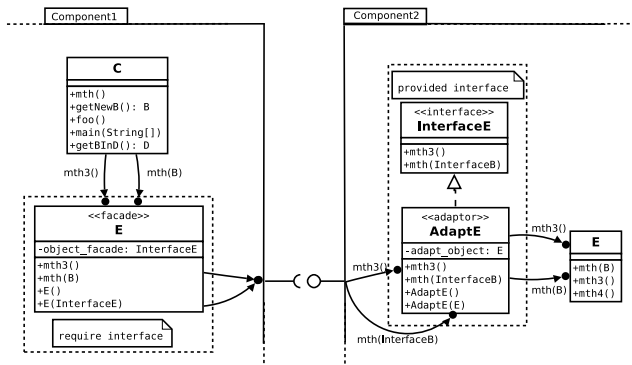 Component1
Component2
C
+mth()
+getNewB(): B
+foo()
+main(String[])
+getBInD(): D
mth3()
mth(B)
<<facade>>
E
-object_facade: InterfaceE
+mth3()
+mth(B)
+E()
+E(InterfaceE)
require interface
provided interface
<<interface>>
InterfaceE
+mth3()
+mth(InterfaceB)
<<adaptor>>
AdaptE
-adapt_object: E
+mth3()
+mth(InterfaceB)
+AdaptE()
+AdaptE(E)
mth3()
mth(InterfaceB)
mth3()
mth(B)
E
+mth(B)
+mth3()
+mth4()